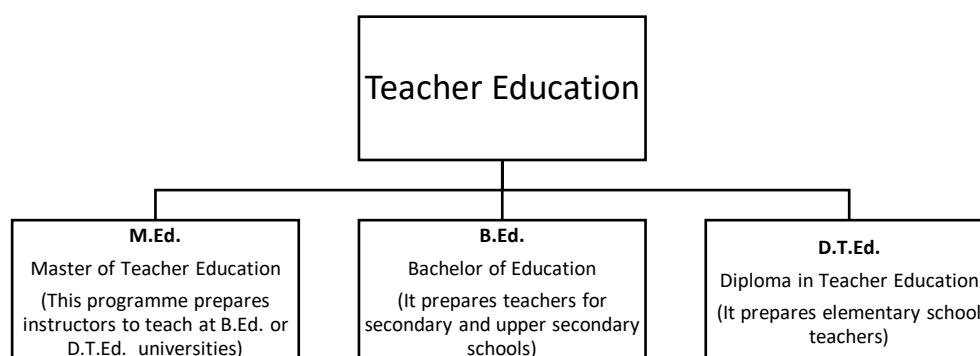 Teacher Education
M.Ed.
Master of Teacher Education
(This programme prepares
instructors to teach at B.Ed. or
D.T.Ed. universities)
B.Ed.
Bachelor of Education
(It prepares teachers for
secondary and upper secondary
schools)
D.T.Ed.
Diploma in Teacher Education
(It prepares elementary school
teachers)